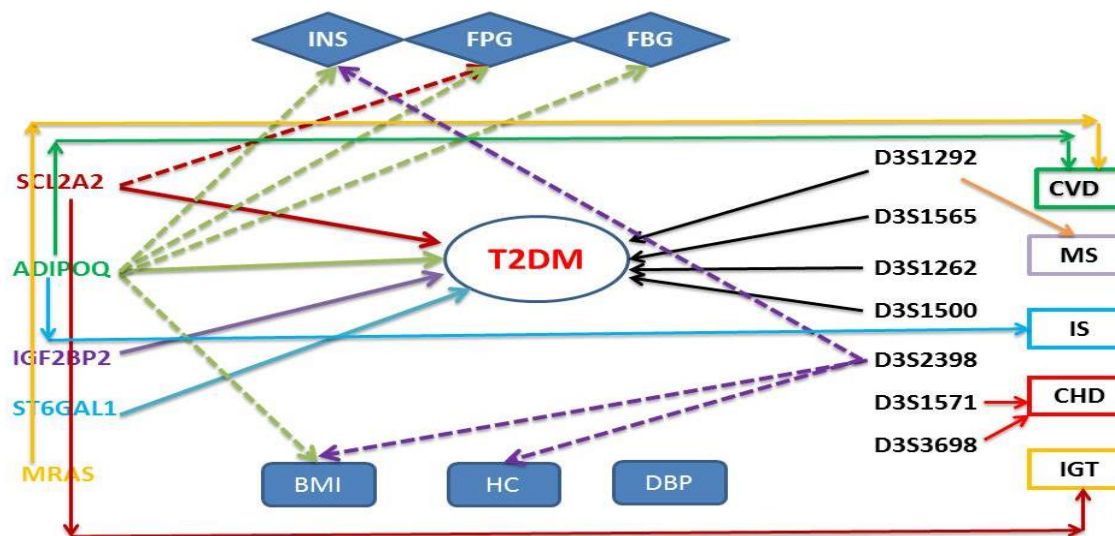 INS
FPG
FBG
SCL2A2
ADIPOQ
IGF2BP2
ST6GAL1
MRAS
T2DM
D3S1292
D3S1565
D3S1262
D3S1500
D3S2398
D3S1571
D3S3698
CVD
MS
IS
CHD
IGT
BMI
HC
DBP